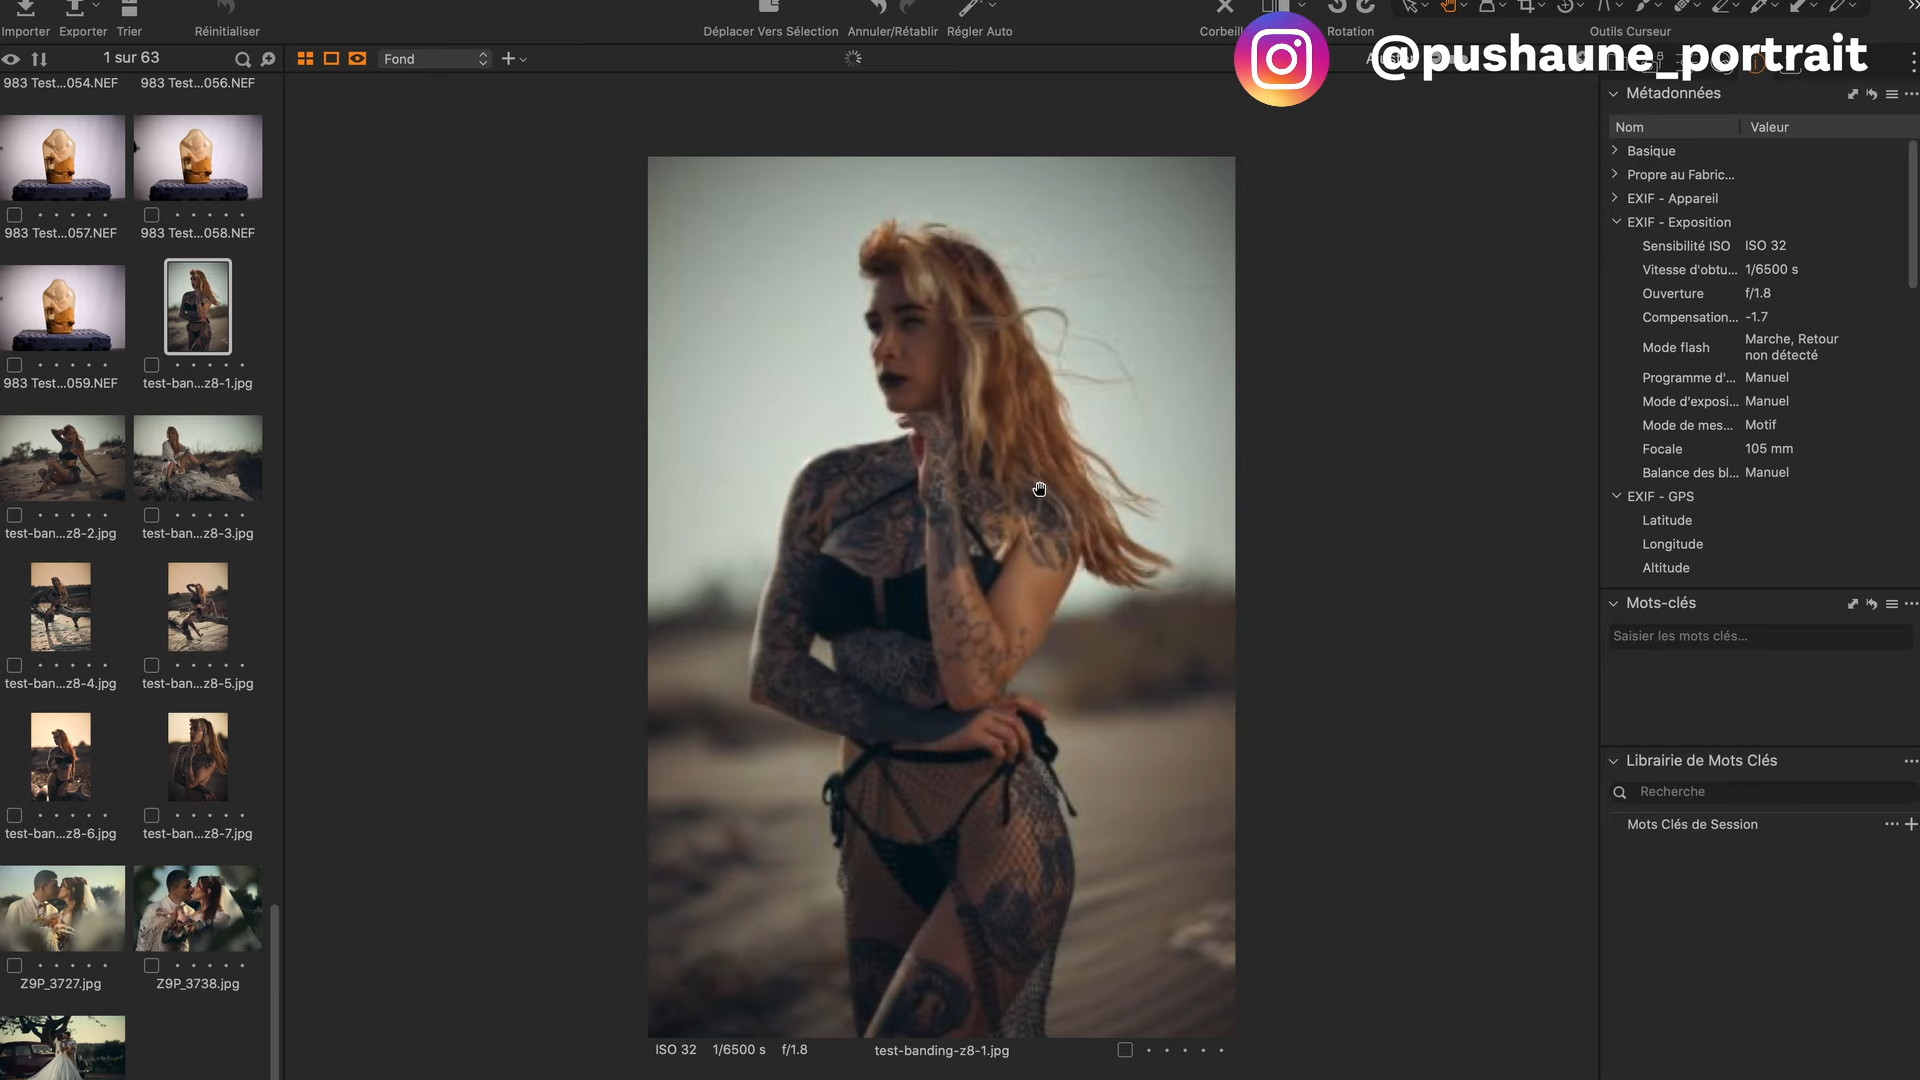 Importer Exporter Trier Réinitialiser Déplacer Vers Sélection Annuler/Rétablir Régler Auto Rotation Outils Curseur
@pushaune_portrait
1 sur 63
Fond
983 Test...054.NEF 983 Test...056.NEF
983 Test...057.NEF 983 Test...058.NEF
983 Test...059.NEF test-ban...z8-1.jpg
test-ban...z8-2.jpg test-ban...z8-3.jpg
test-ban...z8-4.jpg test-ban...z8-5.jpg
test-ban...z8-6.jpg test-ban...z8-7.jpg
Z9P_3727.jpg Z9P_3738.jpg
ISO 32 1/6500 s f/1.8 test-banding-z8-1.jpg
Métadonnées
Nom Valeur
Basique
Propre au Fabric...
EXIF - Appareil
EXIF - Exposition
Sensibilité ISO ISO 32
Vitesse d'obtu... 1/6500 s
Ouverture f/1.8
Compensation... -1.7
Mode flash Marche, Retour
non détecté
Programme d'... Manuel
Mode d'exposi... Manuel
Mode de mes... Motif
Focale 105 mm
Balance des bl... Manuel
EXIF - GPS
Latitude
Longitude
Altitude
Mots-clés
Saisier les mots clés...
Librairie de Mots Clés
Recherche
Mots Clés de Session